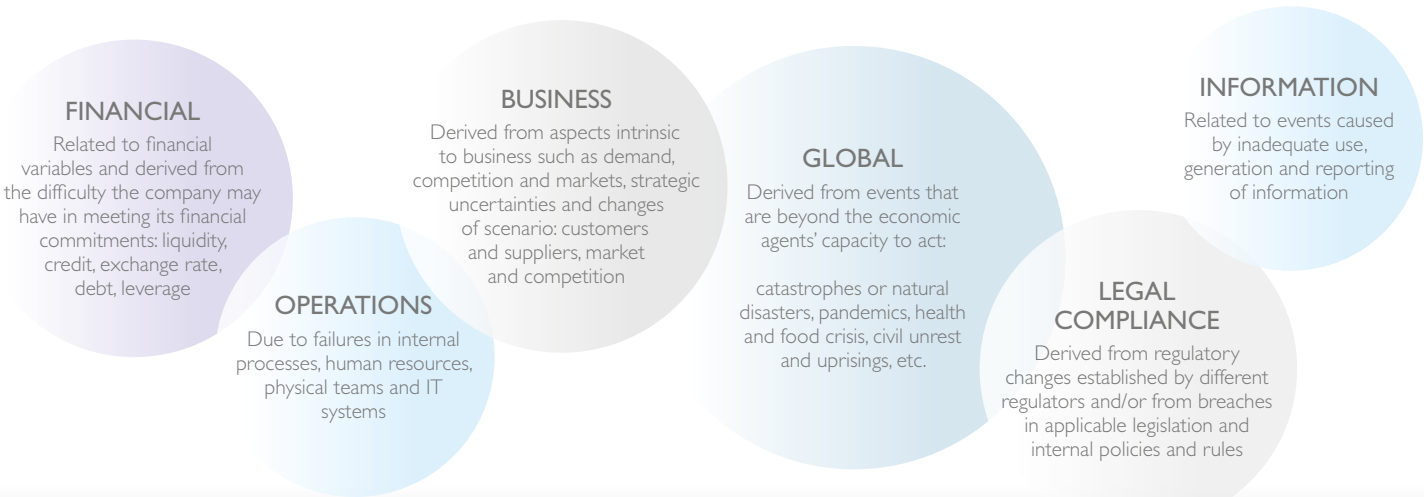 FINANCIAL
Related to financial
variables and derived from
the difficulty the company may
have in meeting its financial
commitments: liquidity,
credit, exchange rate,
debt, leverage
OPERATIONS
Due to failures in internal
processes, human resources,
physical teams and IT
systems
BUSINESS
Derived from aspects intrinsic
to business such as demand,
competition and markets, strategic
uncertainties and changes
of scenario: customers
and suppliers, market
and competition
GLOBAL
Derived from events that
are beyond the economic
agents' capacity to act:
catastrophes or natural
disasters, pandemics, health
and food crisis, civil unrest
and uprisings, etc.
LEGAL
COMPLIANCE
Derived from regulatory
changes established by different
regulators and/or from breaches
in applicable legislation and
internal policies and rules
INFORMATION
Related to events caused
by inadequate use,
generation and reporting
of information